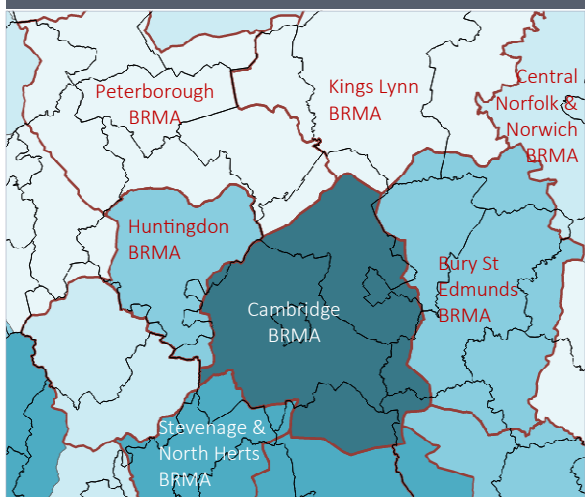 Peterborough
BRMA
Kings Lynn
BRMA
Central
Norfolk &
Norwich
BRMA
Huntingdon
BRMA
Bury St
Edmunds
BRMA
Cambridge
BRMA
Stevenage &
North Herts
BRMA